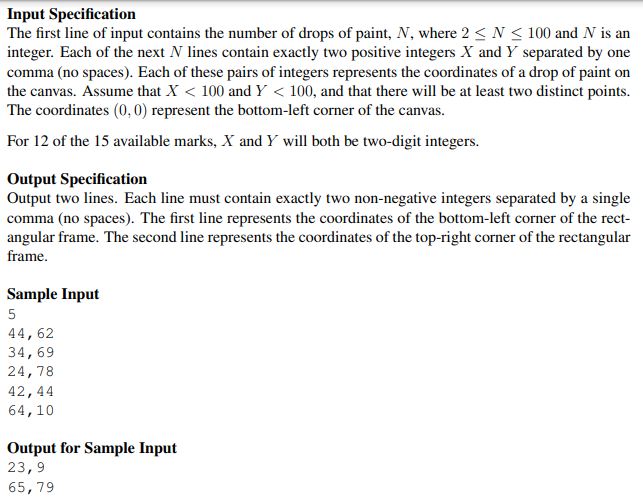 Input Specification
The first line of input contains the number of drops of paint, N, where 2 ≤ N ≤ 100 and N is an
integer. Each of the next N lines contain exactly two positive integers X and Y separated by one
comma (no spaces). Each of these pairs of integers represents the coordinates of a drop of paint on
the canvas. Assume that X < 100 and Y < 100, and that there will be at least two distinct points.
The coordinates (0, 0) represent the bottom-left corner of the canvas.
For 12 of the 15 available marks, X and Y will both be two-digit integers.
Output Specification
Output two lines. Each line must contain exactly two non-negative integers separated by a single
comma (no spaces). The first line represents the coordinates of the bottom-left corner of the rect-
angular frame. The second line represents the coordinates of the top-right corner of the rectangular
frame.
Sample Input
5
44,62
34,69
24,78
42,44
64,10
Output for Sample Input
23,9
65,79